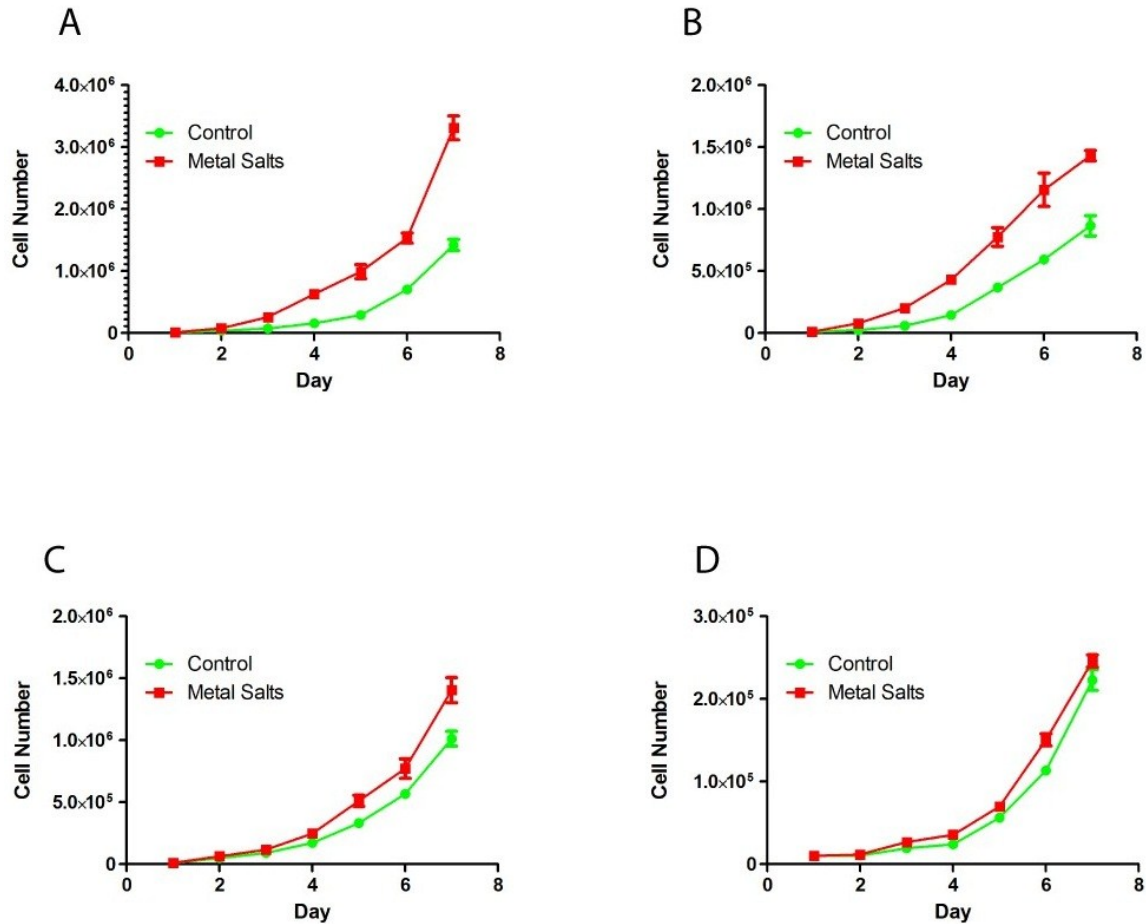 A
4.0×10⁶
3.0×10⁶
2.0×10⁶
1.0×10⁶
0
Cell Number
Control
Metal Salts
0 2 4 6 8
Day
B
2.0×10⁶
1.5×10⁶
1.0×10⁶
5.0×10⁵
0
Cell Number
Control
Metal Salts
0 2 4 6 8
Day
C
2.0×10⁶
1.5×10⁶
1.0×10⁶
5.0×10⁵
0
Cell Number
Control
Metal Salts
0 2 4 6 8
Day
D
3.0×10⁵
2.0×10⁵
1.0×10⁵
0
Cell Number
Control
Metal Salts
0 2 4 6 8
Day